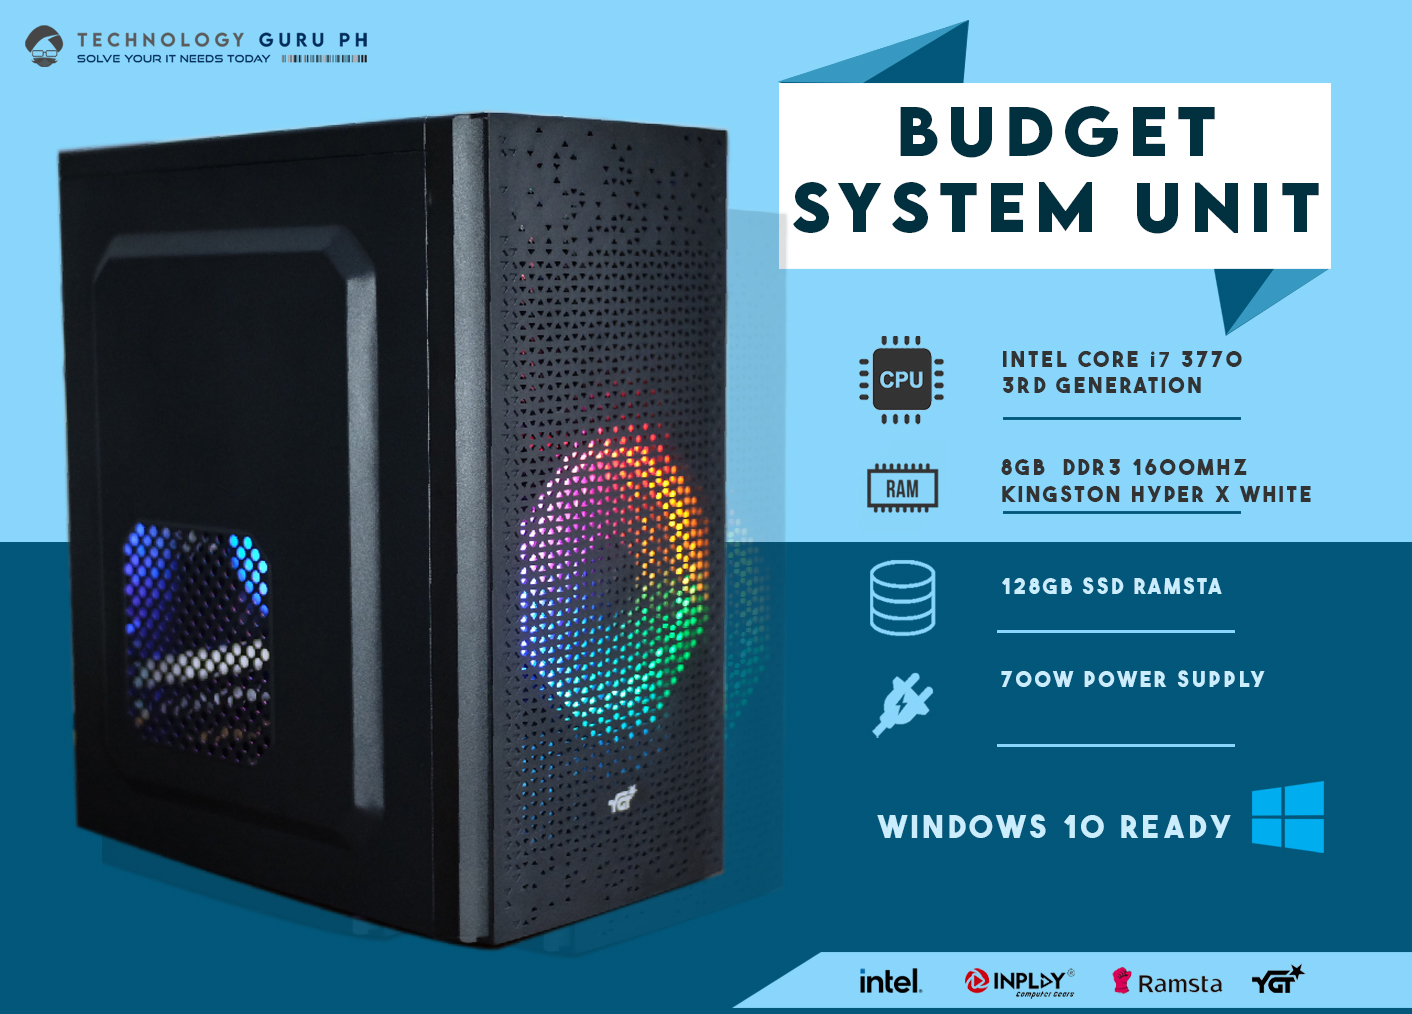 TECHNOLOGY GURU PH
SOLVE YOUR IT NEEDS TODAY
BUDGET
SYSTEM UNIT
CPU
INTEL CORE i7 3770
3RD GENERATION
RAM
8GB DDR3 1600MHZ
KINGSTON HYPER X WHITE
128GB SSD RAMSTA
700W POWER SUPPLY
WINDOWS 10 READY
YGT
intel.
INPLAY®
computer Gears
Ramsta
YGT